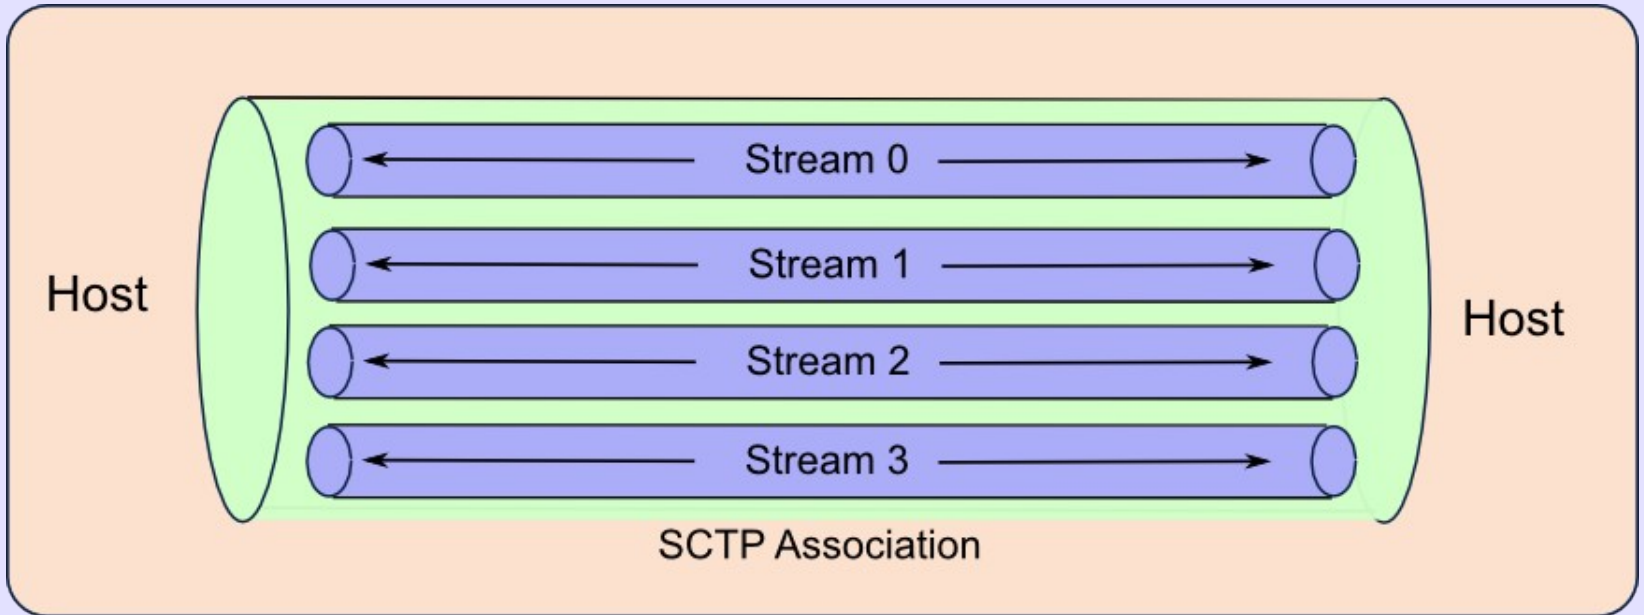 Stream 0
Stream 1
Host
Stream 2
Host
Stream 3
SCTP Association